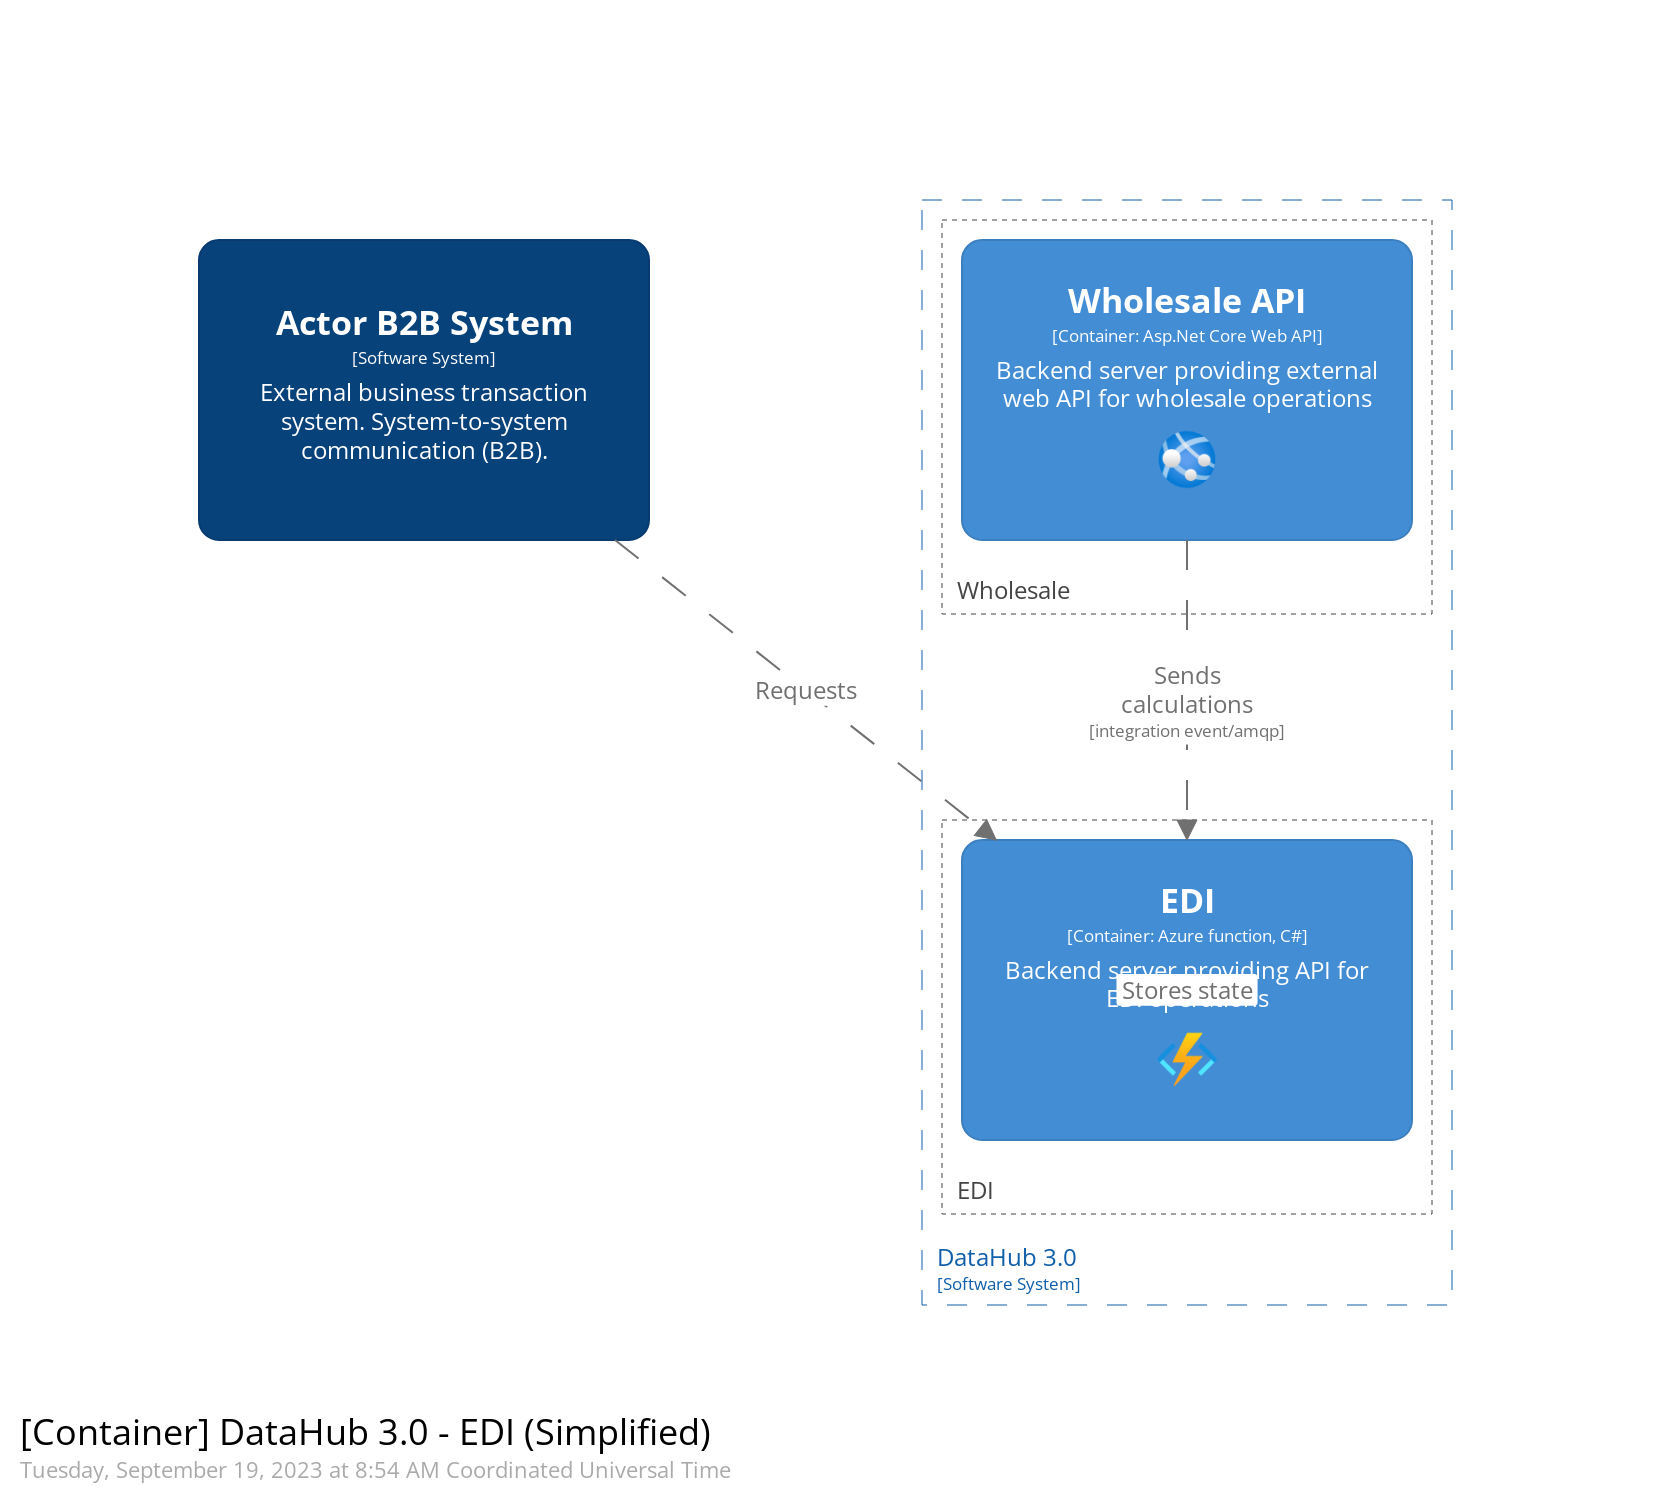 Actor B2B System
[Software System]
External business transaction
system. System-to-system
communication (B2B).
Wholesale API
[Container: Asp.Net Core Web API]
Backend server providing external
web API for wholesale operations
Wholesale
Requests
Sends
calculations
[integration event/amqp]
EDI
[Container: Azure function, C#]
Backend server providing API for
EDI operations
Stores state
EDI
DataHub 3.0
[Software System]
[Container] DataHub 3.0 - EDI (Simplified)
Tuesday, September 19, 2023 at 8:54 AM Coordinated Universal Time